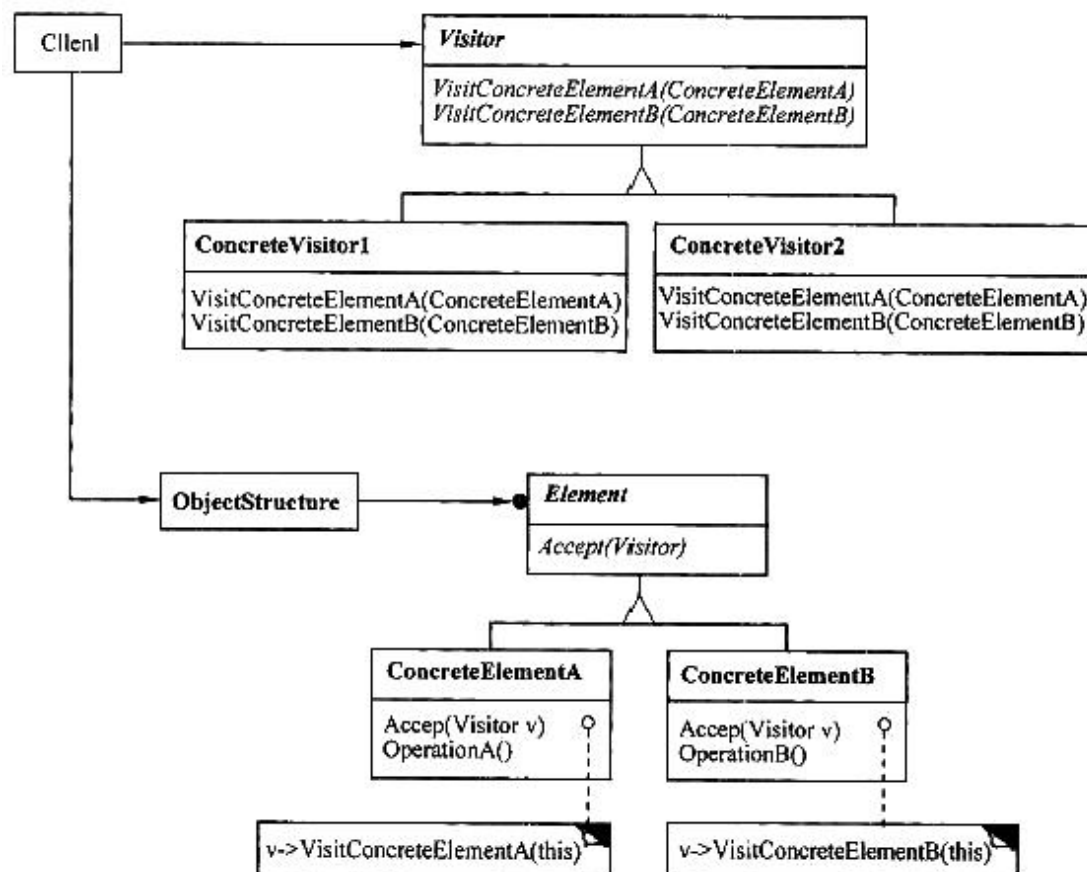 CllenI
Visitor
VisitConcreteElementA(ConcreteElementA)
VisitConcreteElementB(ConcreteElementB)
ConcreteVisitor1
VisitConcreteElementA(ConcreteElementA)
VisitConcreteElementB(ConcreteElementB)
ConcreteVisitor2
VisitConcreteElementA(ConcreteElementA)
VisitConcreteElementB(ConcreteElementB)
ObjectStructure
Element
Accept(Visitor)
ConcreteElementA
Accep(Visitor v)
OperationA()
ConcreteElementB
Accep(Visitor v)
OperationB()
v->VisitConcreteElementA(this)
v->VisitConcreteElementB(this)